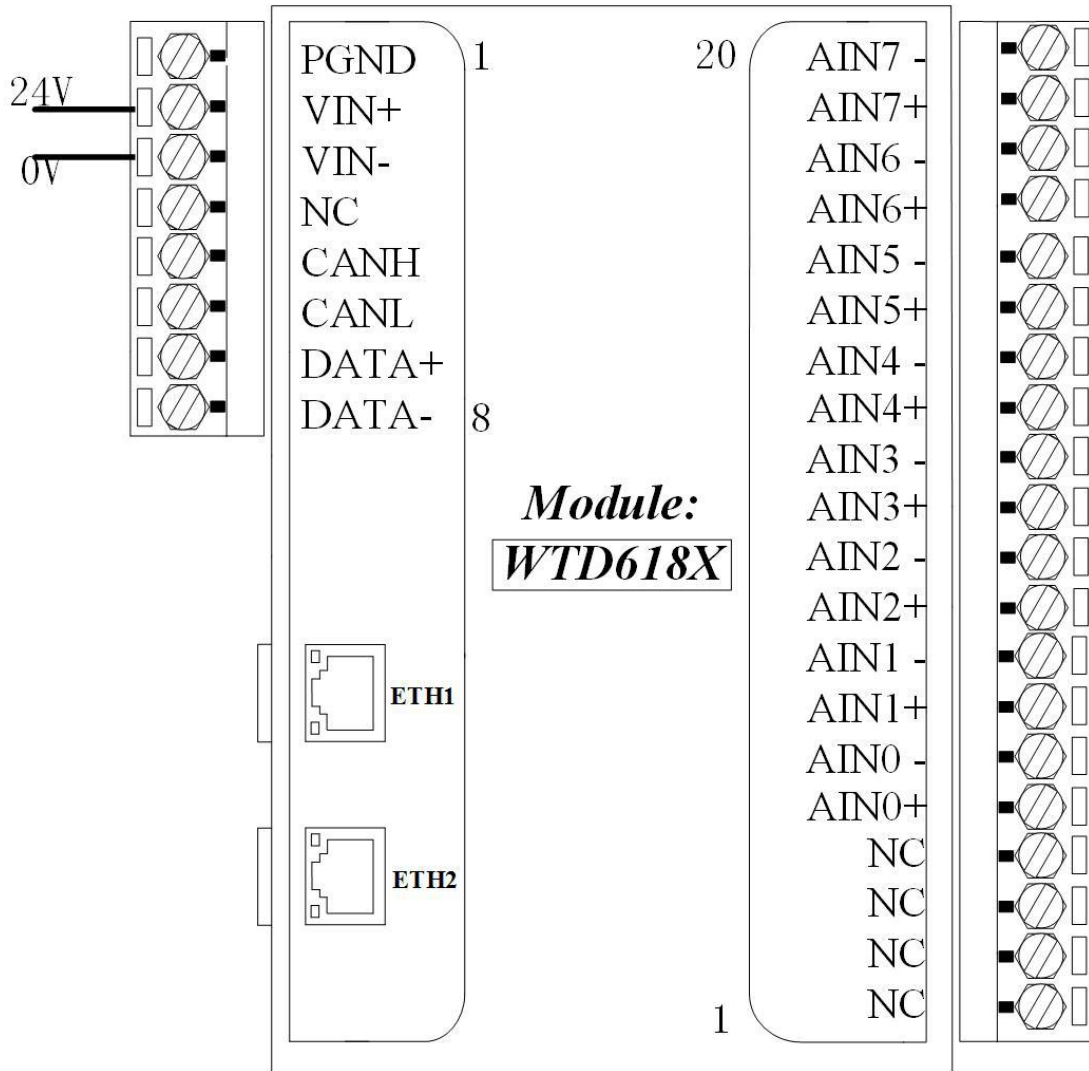 24V
0V
PGND 1
VIN+
VIN-
NC
CANH
CANL
DATA+
DATA- 8
ETH1
ETH2
Module:
WTD618X
20 AIN7 -
AIN7+
AIN6 -
AIN6+
AIN5 -
AIN5+
AIN4 -
AIN4+
AIN3 -
AIN3+
AIN2 -
AIN2+
AIN1 -
AIN1+
AIN0 -
AIN0+
NC
NC
NC
1 NC